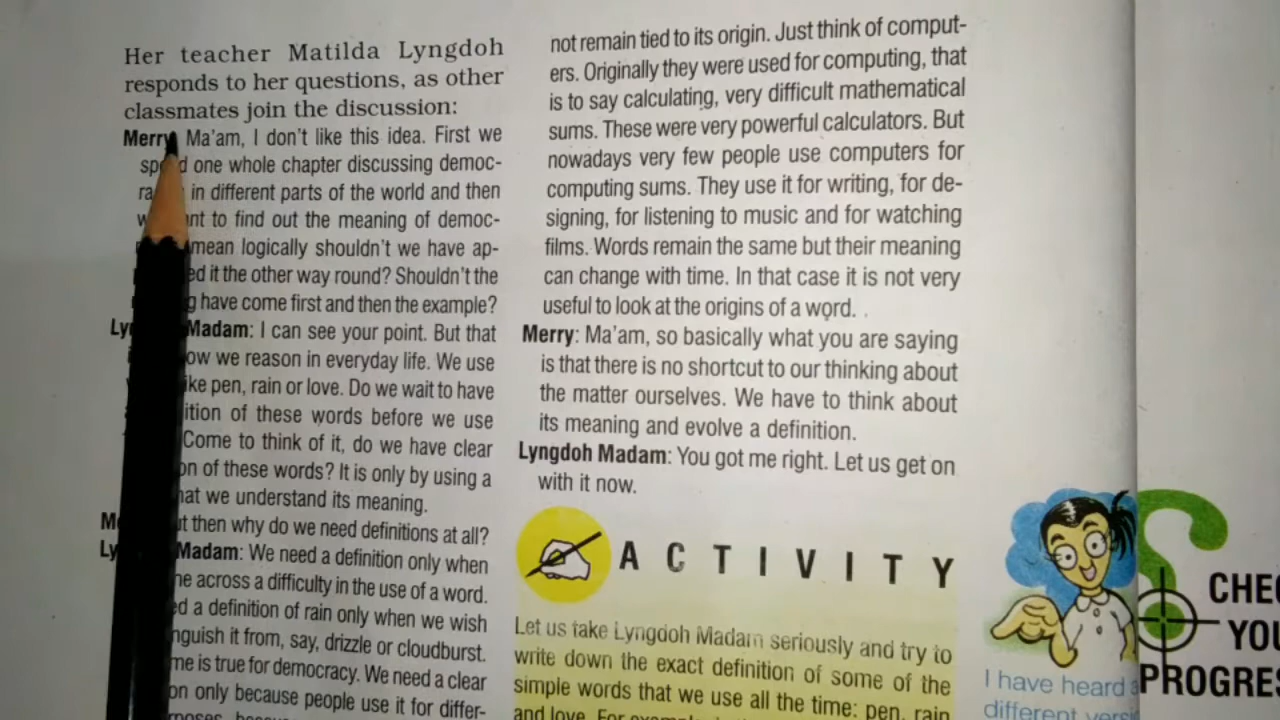 Her teacher Matilda Lyngdoh
responds to her questions, as other
classmates join the discussion:
Merry Ma'am, I don't like this idea. First we
one whole chapter discussing democ-
in different parts of the world and then
to find out the meaning of democ-
mean logically shouldn't we have ap-
it the other way round? Shouldn't the
have come first and then the example?
Madam: I can see your point. But that
we reason in everyday life. We use
pen, rain or love. Do we wait to have
of these words before we use
Come to think of it, do we have clear
of these words? It is only by using a
we understand its meaning.
then why do we need definitions at all?
Madam: We need a definition only when
across a difficulty in the use of a word.
a definition of rain only when we wish
it from, say, drizzle or cloudburst.
is true for democracy. We need a clear
only because people use it for differ-
not remain tied to its origin. Just think of comput-
ers. Originally they were used for computing, that
is to say calculating, very difficult mathematical
sums. These were very powerful calculators. But
nowadays very few people use computers for
computing sums. They use it for writing, for de-
signing, for listening to music and for watching
films. Words remain the same but their meaning
can change with time. In that case it is not very
useful to look at the origins of a word. .
Merry: Ma'am, so basically what you are saying
is that there is no shortcut to our thinking about
the matter ourselves. We have to think about
its meaning and evolve a definition.
Lyngdoh Madam: You got me right. Let us get on
with it now.
ACTIVITY
Let us take Lyngdoh Madam seriously and try to
write down the exact definition of some of the
simple words that we use all the time: pen, rain
and love. For
I have heard
different
CHE
YOU
PROGRES